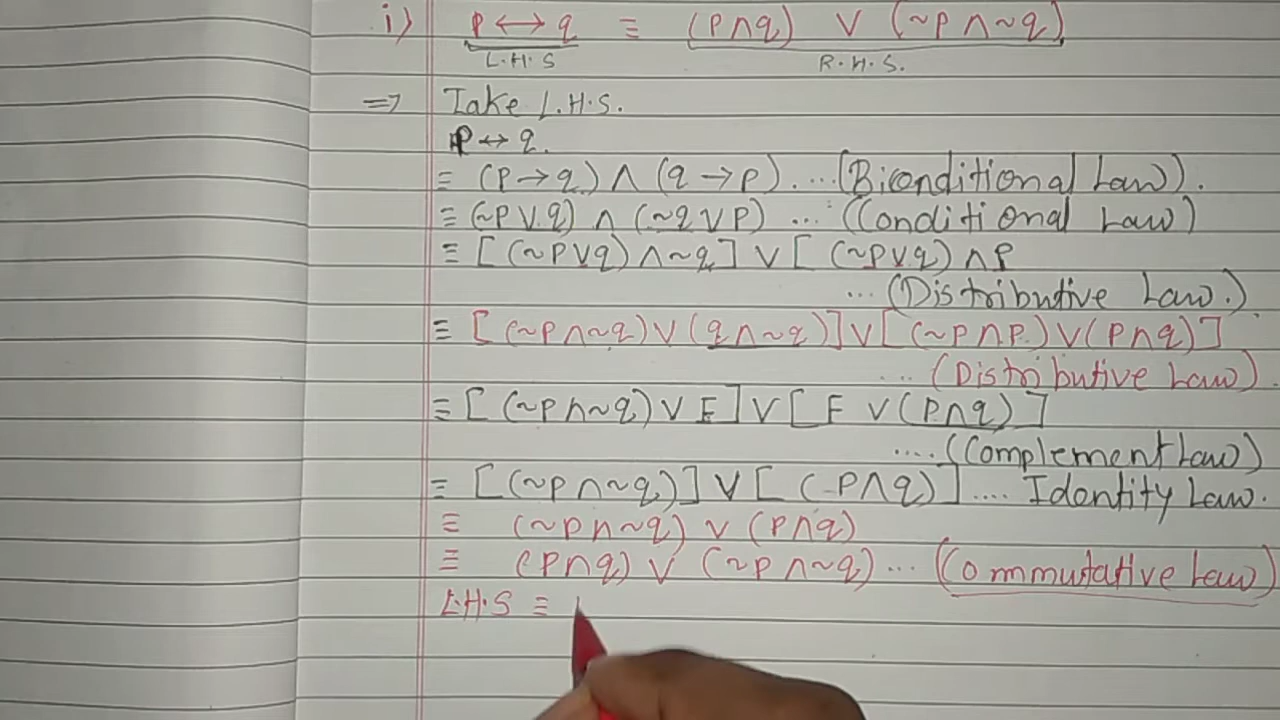 i) p ↔ q ≡ (p∧q) ∨ (~p ∧ ~q)
L.H.S R.H.S.
⇒ Take L.H.S.
p ↔ q.
≡ (p → q) ∧ (q → p). ...(Biconditional Law).
≡ (~p ∨ q) ∧ (~q ∨ p) ... (Conditional Law)
≡ [(~p∨q) ∧ ~q] ∨ [(~p∨q) ∧ p
... (Distributive Law.)
≡ [(~p ∧ ~q) ∨ (q ∧ ~q)] ∨ [(~p ∧ p) ∨ (p ∧ q)]
... (Distributive Law).
≡ [(~p ∧ ~q) ∨ F] ∨ [F ∨ (p ∧ q)]
.... (Complement Law)
≡ [(~p ∧ ~q)] ∨ [(p ∧ q)] .... Identity Law.
≡ (~p ∧ ~q) ∨ (p ∧ q)
≡ (p ∧ q) ∨ (~p ∧ ~q) ... (Commutative Law)
L.H.S ≡